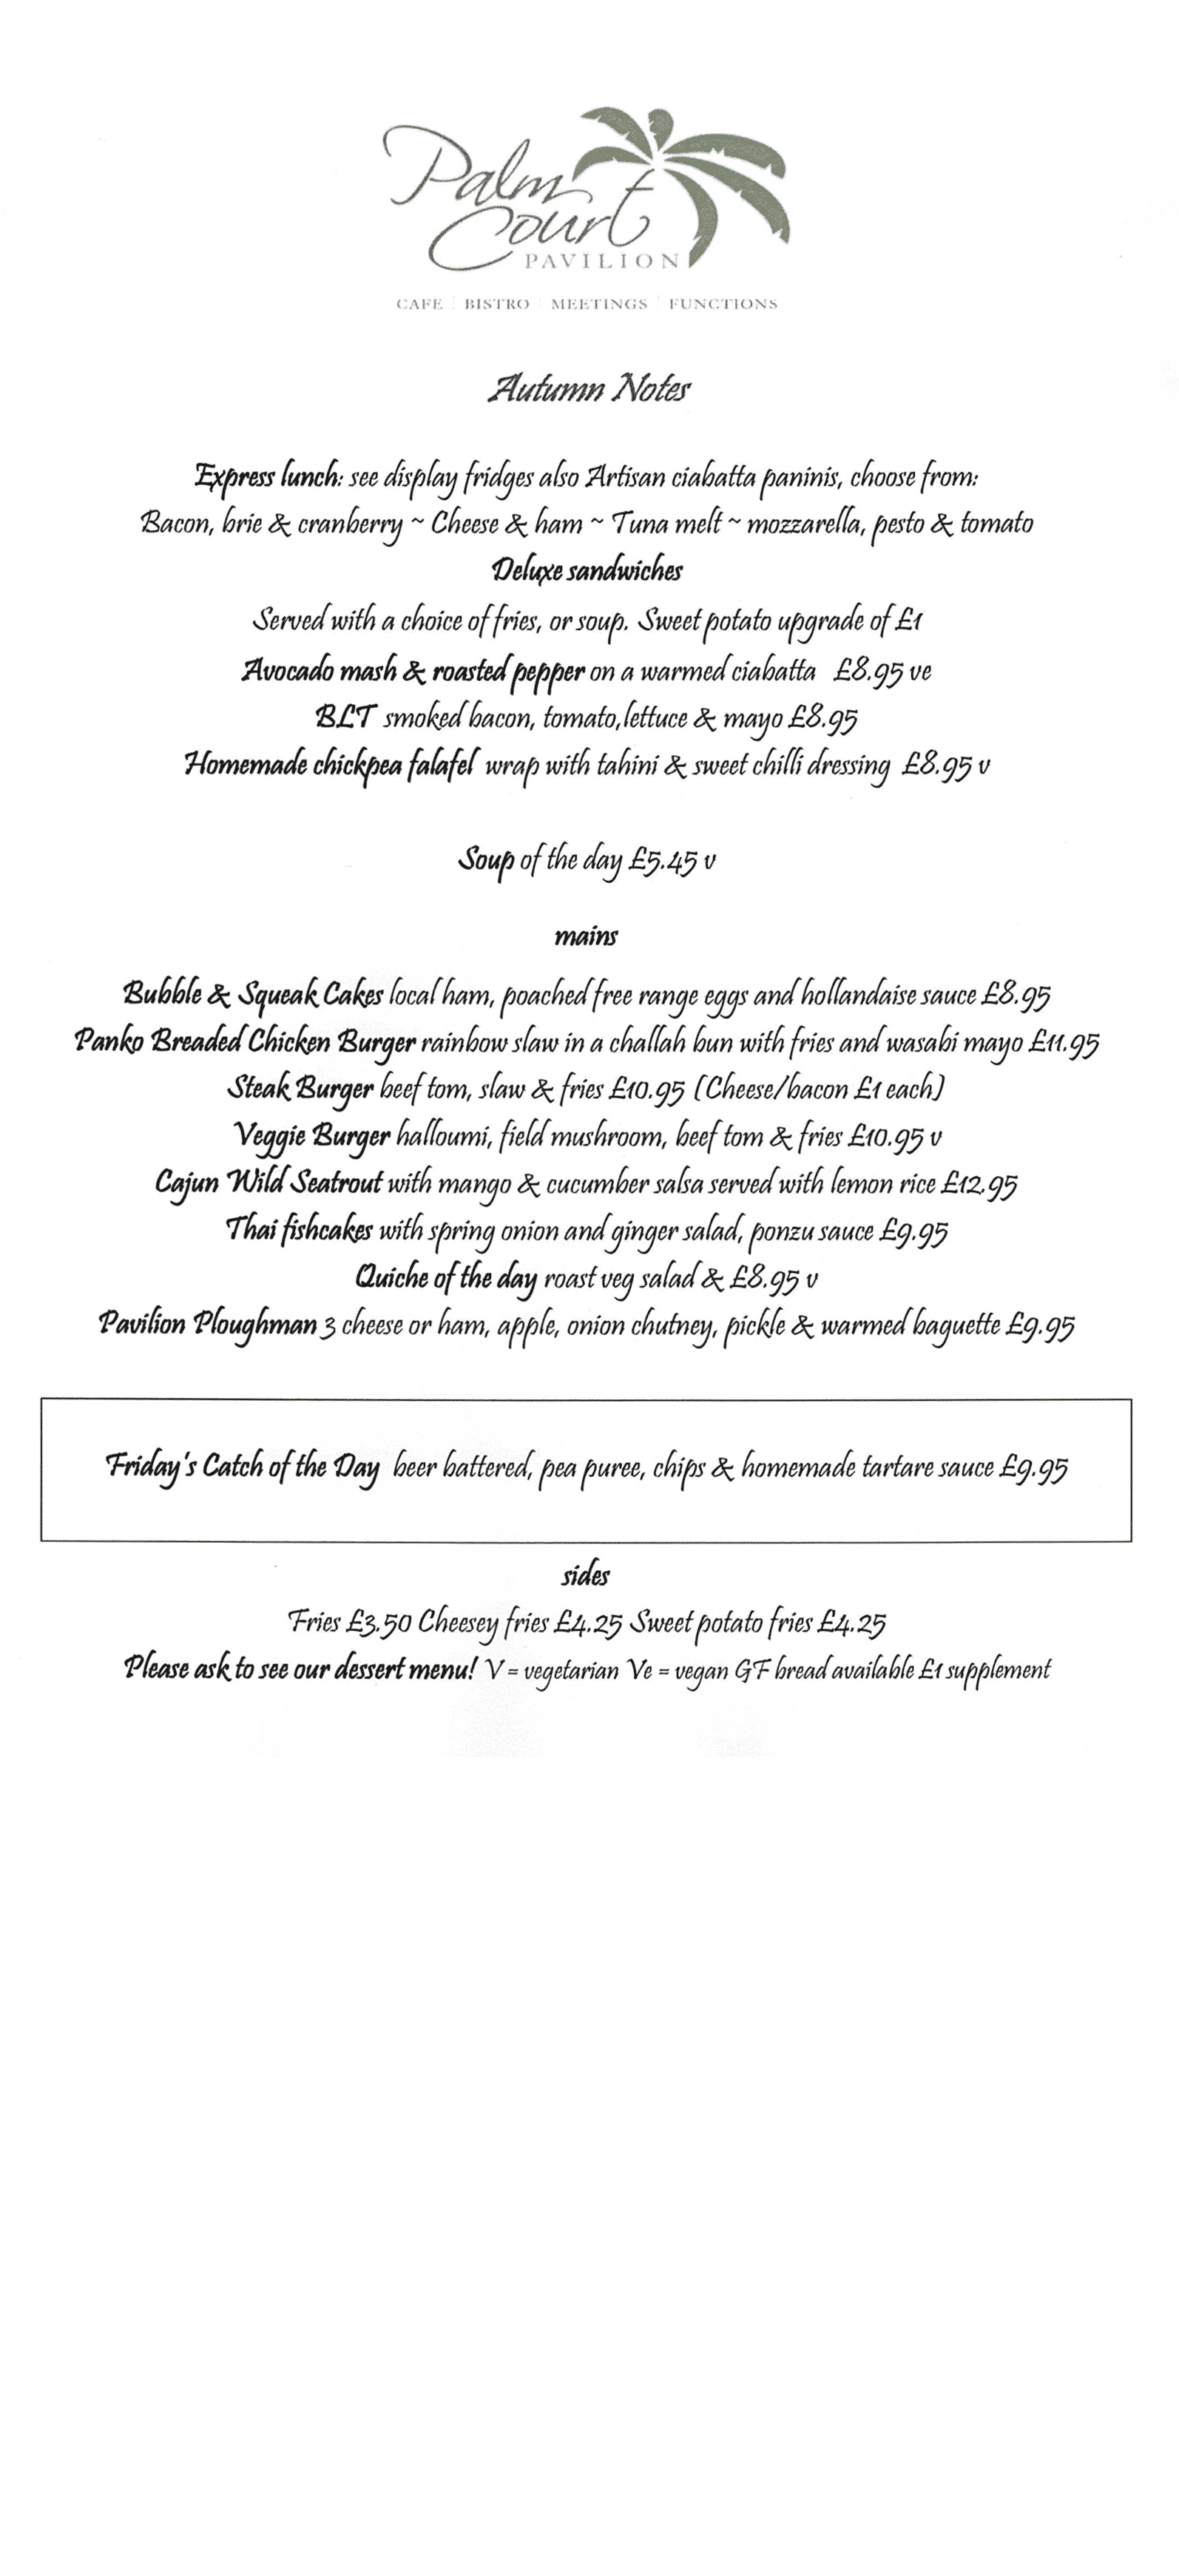 Palm
Court
PAVILION
CAFE | BISTRO | MEETINGS | FUNCTIONS
Autumn Notes
Express lunch: see display fridges also Artisan ciabatta paninis, choose from:
Bacon, brie & cranberry ~ Cheese & ham ~ Tuna melt ~ mozzarella, pesto & tomato
Deluxe sandwiches
Served with a choice of fries, or soup. Sweet potato upgrade of £1
Avocado mash & roasted pepper on a warmed ciabatta £8.95 ve
BLT smoked bacon, tomato,lettuce & mayo £8.95
Homemade chickpea falafel wrap with tahini & sweet chilli dressing £8.95 v
Soup of the day £5.45 v
mains
Bubble & Squeak Cakes local ham, poached free range eggs and hollandaise sauce £8.95
Panko Breaded Chicken Burger rainbow slaw in a challah bun with fries and wasabi mayo £11.95
Steak Burger beef tom, slaw & fries £10.95 (Cheese/bacon £1 each)
Veggie Burger halloumi, field mushroom, beef tom & fries £10.95 v
Cajun Wild Seatrout with mango & cucumber salsa served with lemon rice £12.95
Thai fishcakes with spring onion and ginger salad, ponzu sauce £9.95
Quiche of the day roast veg salad & £8.95 v
Pavilion Ploughman 3 cheese or ham, apple, onion chutney, pickle & warmed baguette £9.95
Friday's Catch of the Day beer battered, pea puree, chips & homemade tartare sauce £9.95
sides
Fries £3.50 Cheesey fries £4.25 Sweet potato fries £4.25
Please ask to see our dessert menu! V = vegetarian Ve = vegan GF bread available £1 supplement